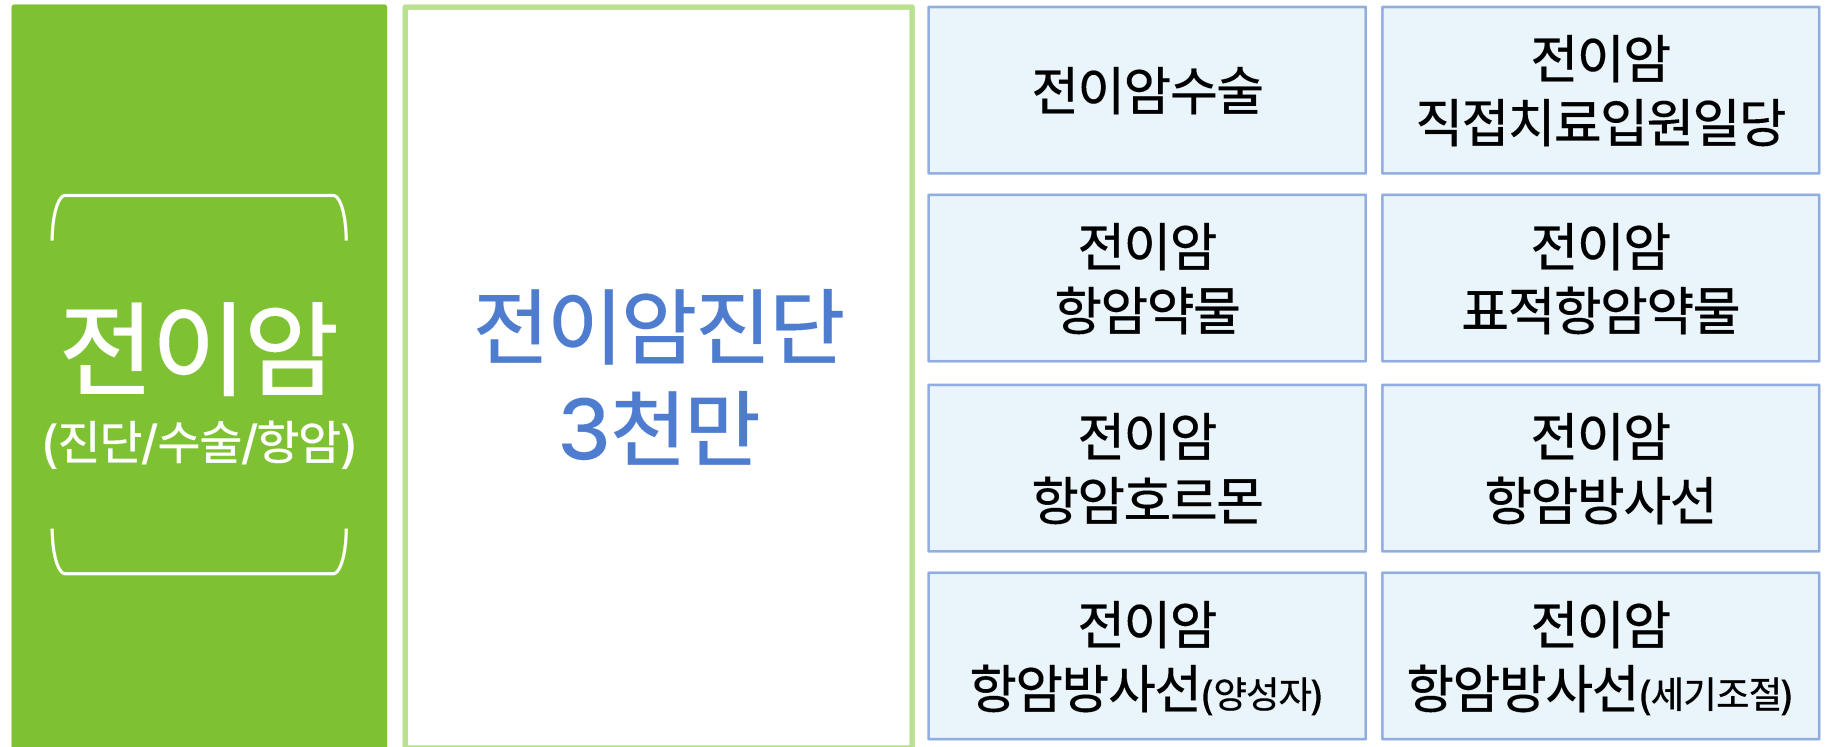 전이암
(진단/수술/항암)
전이암진단
3천만
전이암수술
전이암
직접치료입원일당
전이암
항암약물
전이암
표적항암약물
전이암
항암호르몬
전이암
항암방사선
전이암
항암방사선(양성자)
전이암
항암방사선(세기조절)